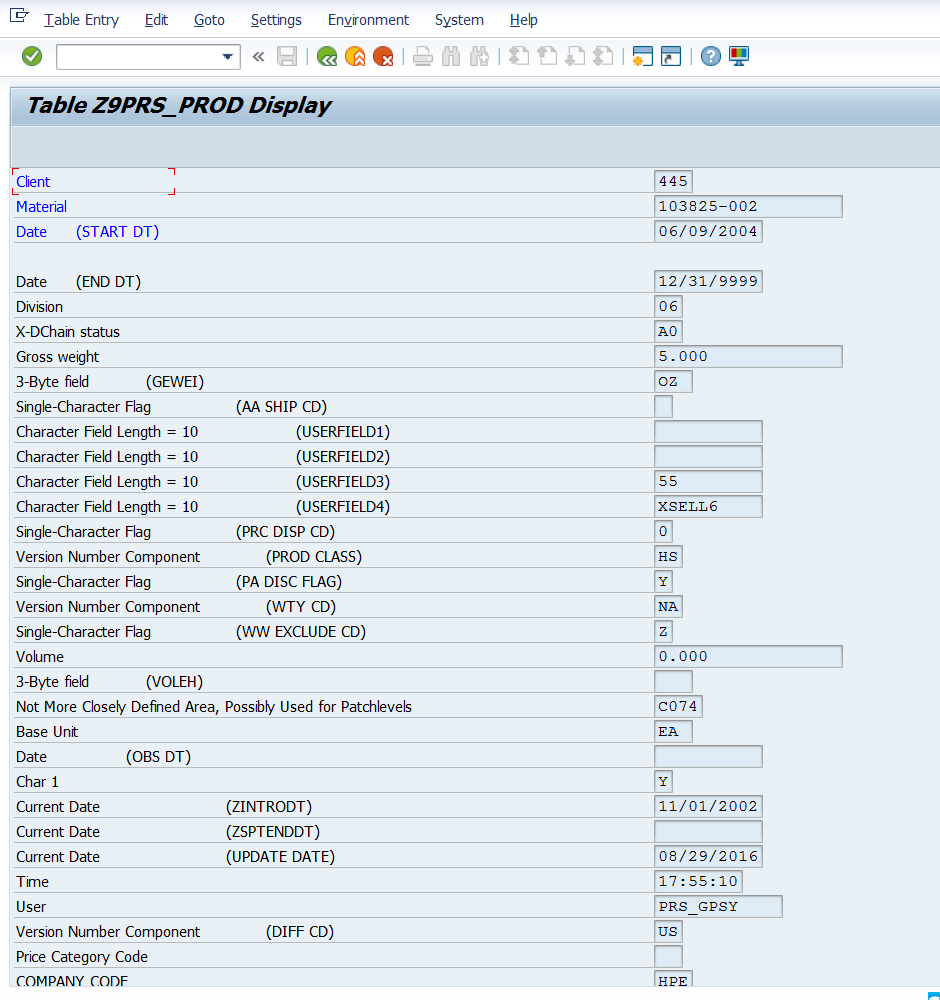 Table Entry Edit Goto Settings Environment System Help
Table Z9PRS_PROD Display
Client 445
Material 103825-002
Date (START DT) 06/09/2004
Date (END DT) 12/31/9999
Division 06
X-DChain status A0
Gross weight 5.000
3-Byte field (GEWEI) OZ
Single-Character Flag (AA SHIP CD)
Character Field Length = 10 (USERFIELD1)
Character Field Length = 10 (USERFIELD2)
Character Field Length = 10 (USERFIELD3) 55
Character Field Length = 10 (USERFIELD4) XSELL6
Single-Character Flag (PRC DISP CD) 0
Version Number Component (PROD CLASS) HS
Single-Character Flag (PA DISC FLAG) Y
Version Number Component (WTY CD) NA
Single-Character Flag (WW EXCLUDE CD) Z
Volume 0.000
3-Byte field (VOLEH)
Not More Closely Defined Area, Possibly Used for Patchlevels C074
Base Unit EA
Date (OBS DT)
Char 1 Y
Current Date (ZINTRODT) 11/01/2002
Current Date (ZSPTENDDT)
Current Date (UPDATE DATE) 08/29/2016
Time 17:55:10
User PRS_GPSY
Version Number Component (DIFF CD) US
Price Category Code
COMPANY CODE HPE